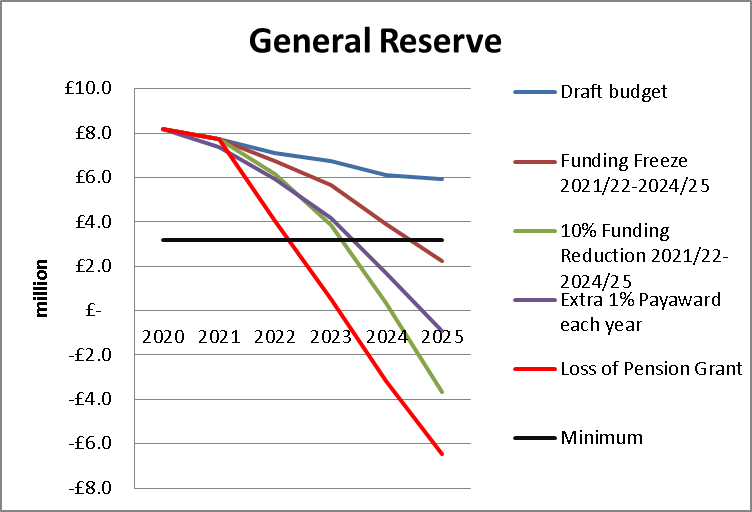 General Reserve
£10.0
£8.0
£6.0
£4.0
£2.0
£-
-£2.0
-£4.0
-£6.0
-£8.0
million
2020 2021 2022 2023 2024 2025
Draft budget
Funding Freeze
2021/22-2024/25
10% Funding
Reduction 2021/22-
2024/25
Extra 1% Payaward
each year
Loss of Pension Grant
Minimum